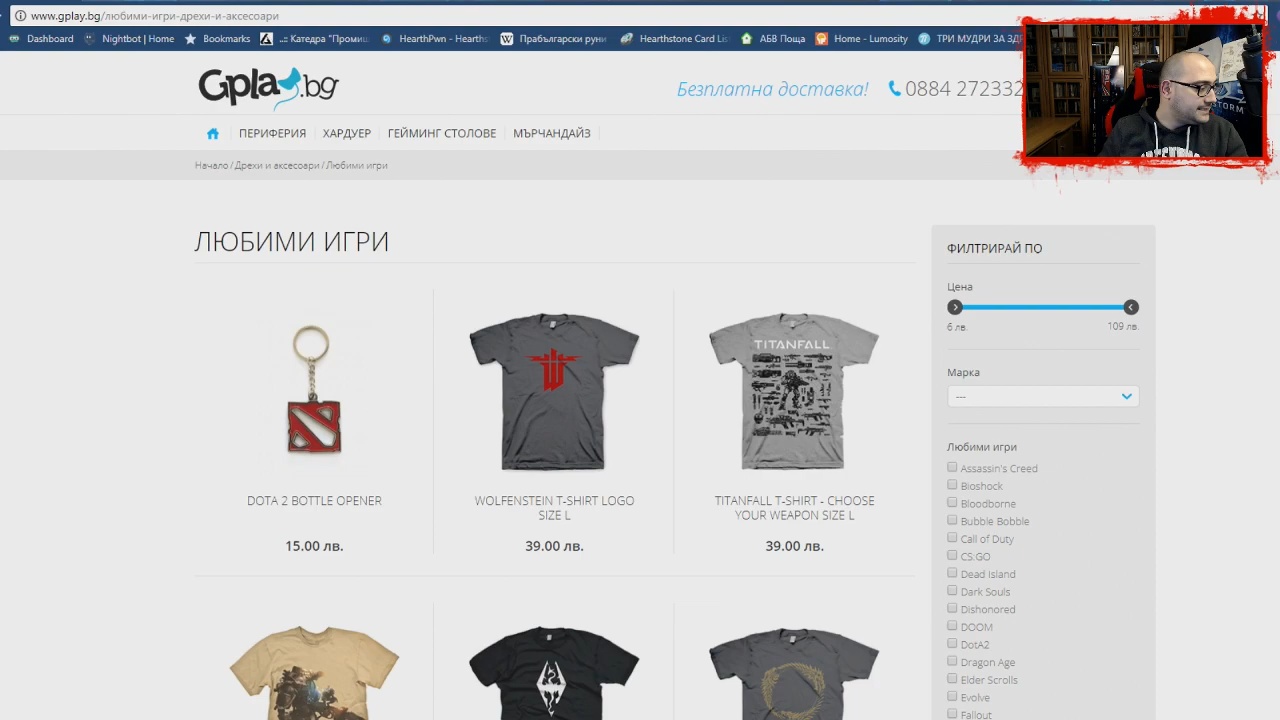 www.gplay.bg/любими-игри-дрехи-и-аксесоари
Dashboard
Nightbot | Home
Bookmarks
..:: Катедра "Промиш
HearthPwn - Hearths
Прабългарски руни
Hearthstone Card Lis
АБВ Поща
Home - Lumosity
ТРИ МУДРИ ЗА ЗД
Gplay.bg
Безплатна доставка!
0884 272332
ПЕРИФЕРИЯ
ХАРДУЕР
ГЕЙМИНГ СТОЛОВЕ
МЪРЧАНДАЙЗ
Начало / Дрехи и аксесоари / Любими игри
ЛЮБИМИ ИГРИ
TITANFALL
DOTA 2 BOTTLE OPENER
15.00 лв.
WOLFENSTEIN T-SHIRT LOGO
SIZE L
39.00 лв.
TITANFALL T-SHIRT - CHOOSE
YOUR WEAPON SIZE L
39.00 лв.
ФИЛТРИРАЙ ПО
Цена
6 лв.
109 лв.
Марка
---
Любими игри
Assassin's Creed
Bioshock
Bloodborne
Bubble Bobble
Call of Duty
CS:GO
Dead Island
Dark Souls
Dishonored
DOOM
DotA2
Dragon Age
Elder Scrolls
Evolve
Fallout